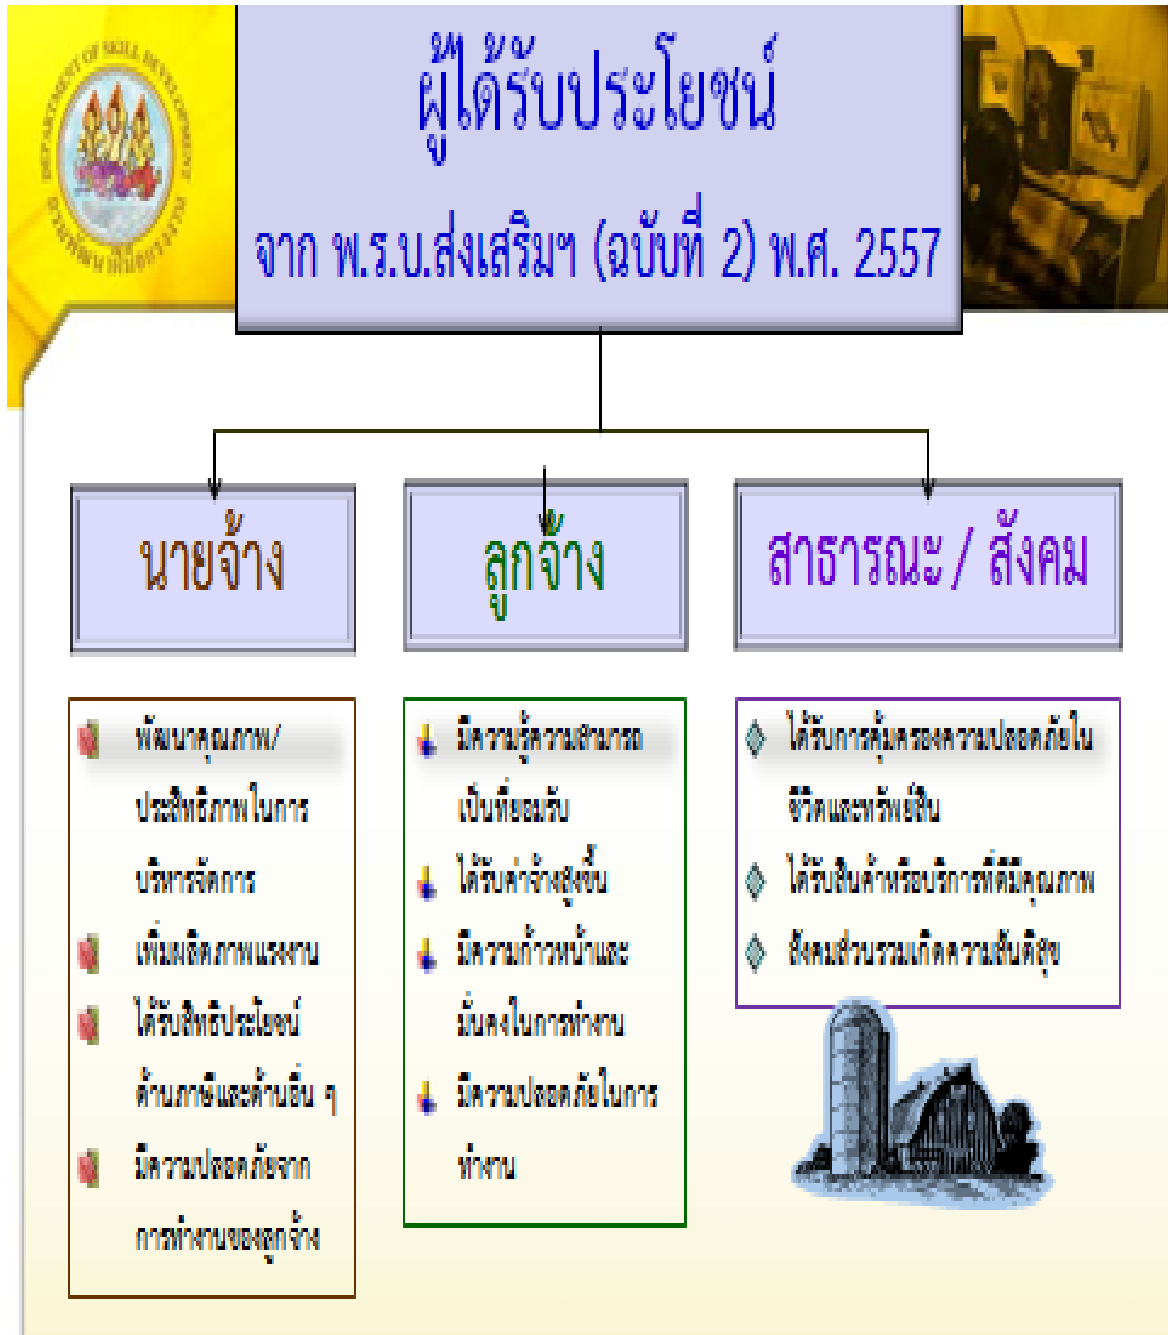 DEPARTMENT OF SKILL DEVELOPMENT
ผู้ได้รับประโยชน์
จาก พ.ร.บ.ส่งเสริมฯ (ฉบับที่ 2) พ.ศ. 2557
นายจ้าง
พัฒนาคุณภาพ/
ประสิทธิภาพในการ
บริหารจัดการ
เพิ่มผลิตภาพแรงงาน
ได้รับสิทธิประโยชน์
ด้านภาษีและด้านอื่น ๆ
มีความปลอดภัยจาก
การทำงานของลูกจ้าง
ลูกจ้าง
มีความรู้ความสามารถ
เป็นที่ยอมรับ
ได้รับค่าจ้างสูงขึ้น
มีความก้าวหน้าและ
มั่นคงในการทำงาน
มีความปลอดภัยในการ
ทำงาน
สาธารณะ / สังคม
ได้รับการคุ้มครองความปลอดภัยใน
ชีวิตและทรัพย์สิน
ได้รับสินค้าหรือบริการที่ดีมีคุณภาพ
สังคมส่วนรวมเกิดความสันติสุข